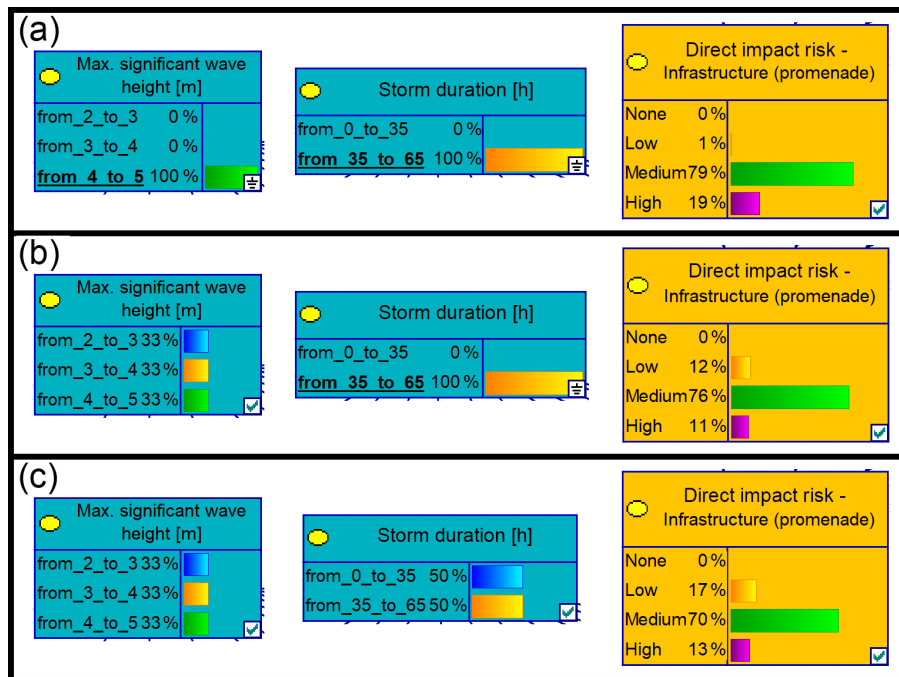 (a)
Max. significant wave
height [m]
from_2_to_3 0 %
from_3_to_4 0 %
from_4_to_5 100 %
Storm duration [h]
from_0_to_35 0 %
from_35_to_65 100 %
Direct impact risk -
Infrastructure (promenade)
None 0 %
Low 1 %
Medium 79 %
High 19 %
(b)
Max. significant wave
height [m]
from_2_to_3 33 %
from_3_to_4 33 %
from_4_to_5 33 %
Storm duration [h]
from_0_to_35 0 %
from_35_to_65 100 %
Direct impact risk -
Infrastructure (promenade)
None 0 %
Low 12 %
Medium 76 %
High 11 %
(c)
Max. significant wave
height [m]
from_2_to_3 33 %
from_3_to_4 33 %
from_4_to_5 33 %
Storm duration [h]
from_0_to_35 50 %
from_35_to_65 50 %
Direct impact risk -
Infrastructure (promenade)
None 0 %
Low 17 %
Medium 70 %
High 13 %